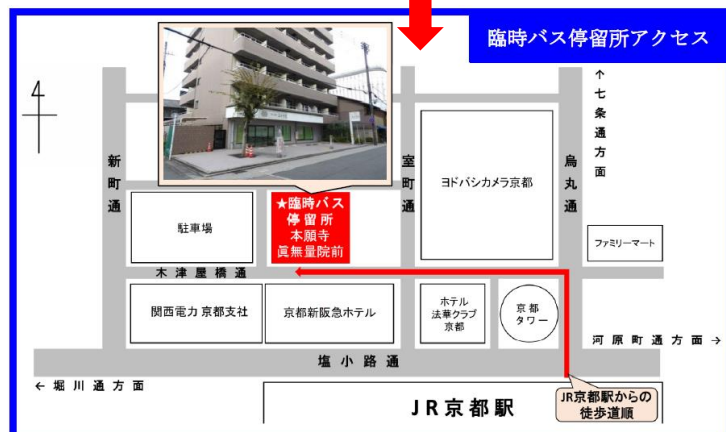 臨時バス停留所アクセス
↑七条通方面
新町通
室町通
烏丸通
ヨドバシカメラ京都
★臨時バス
停留所
本願寺
眞無量院前
駐車場
ファミリーマート
木津屋橋通
関西電力 京都支社
京都新阪急ホテル
ホテル
法華クラブ
京都
京都
タワー
河原町通方面→
塩小路通
←堀川通方面
JR京都駅
JR京都駅からの
徒歩道順